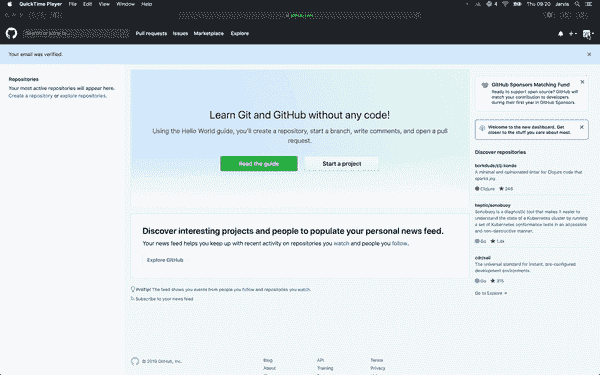 QuickTime Player File Edit View Window Help
4
Thu 09:20 Jarvis
Search or jump to...
Pull requests Issues Marketplace Explore
Your email was verified.
Repositories
Your most active repositories will appear here.
Create a repository or explore repositories.
Learn Git and GitHub without any code!
Using the Hello World guide, you'll create a repository, start a branch, write comments, and open a pull
request.
Read the guide
Start a project
Discover interesting projects and people to populate your personal news feed.
Your news feed helps you keep up with recent activity on repositories you watch and people you follow.
Explore GitHub
ProTip! The feed shows you events from people you follow and repositories you watch.
Subscribe to your news feed
GitHub Sponsors Matching Fund
Ready to support open source? GitHub will
match your contribution to developers
during their first year in GitHub Sponsors.
Welcome to the new dashboard. Get
closer to the stuff you care about most.
Discover repositories
borkdude/clj-kondo
A minimal and opinionated linter for Clojure code that
sparks joy
Clojure
heptio/sonobuoy
Sonobuoy is a diagnostic tool that makes it easier to
understand the state of a Kubernetes cluster by running
a set of Kubernetes conformance tests in an accessible
and non-destructive manner.
Go
cdr/sail
The universal standard for instant, pre-configured
development environments.
Go
Go to Explore →
© 2019 GitHub, Inc.
Blog
About
API
Training
Terms
Privacy